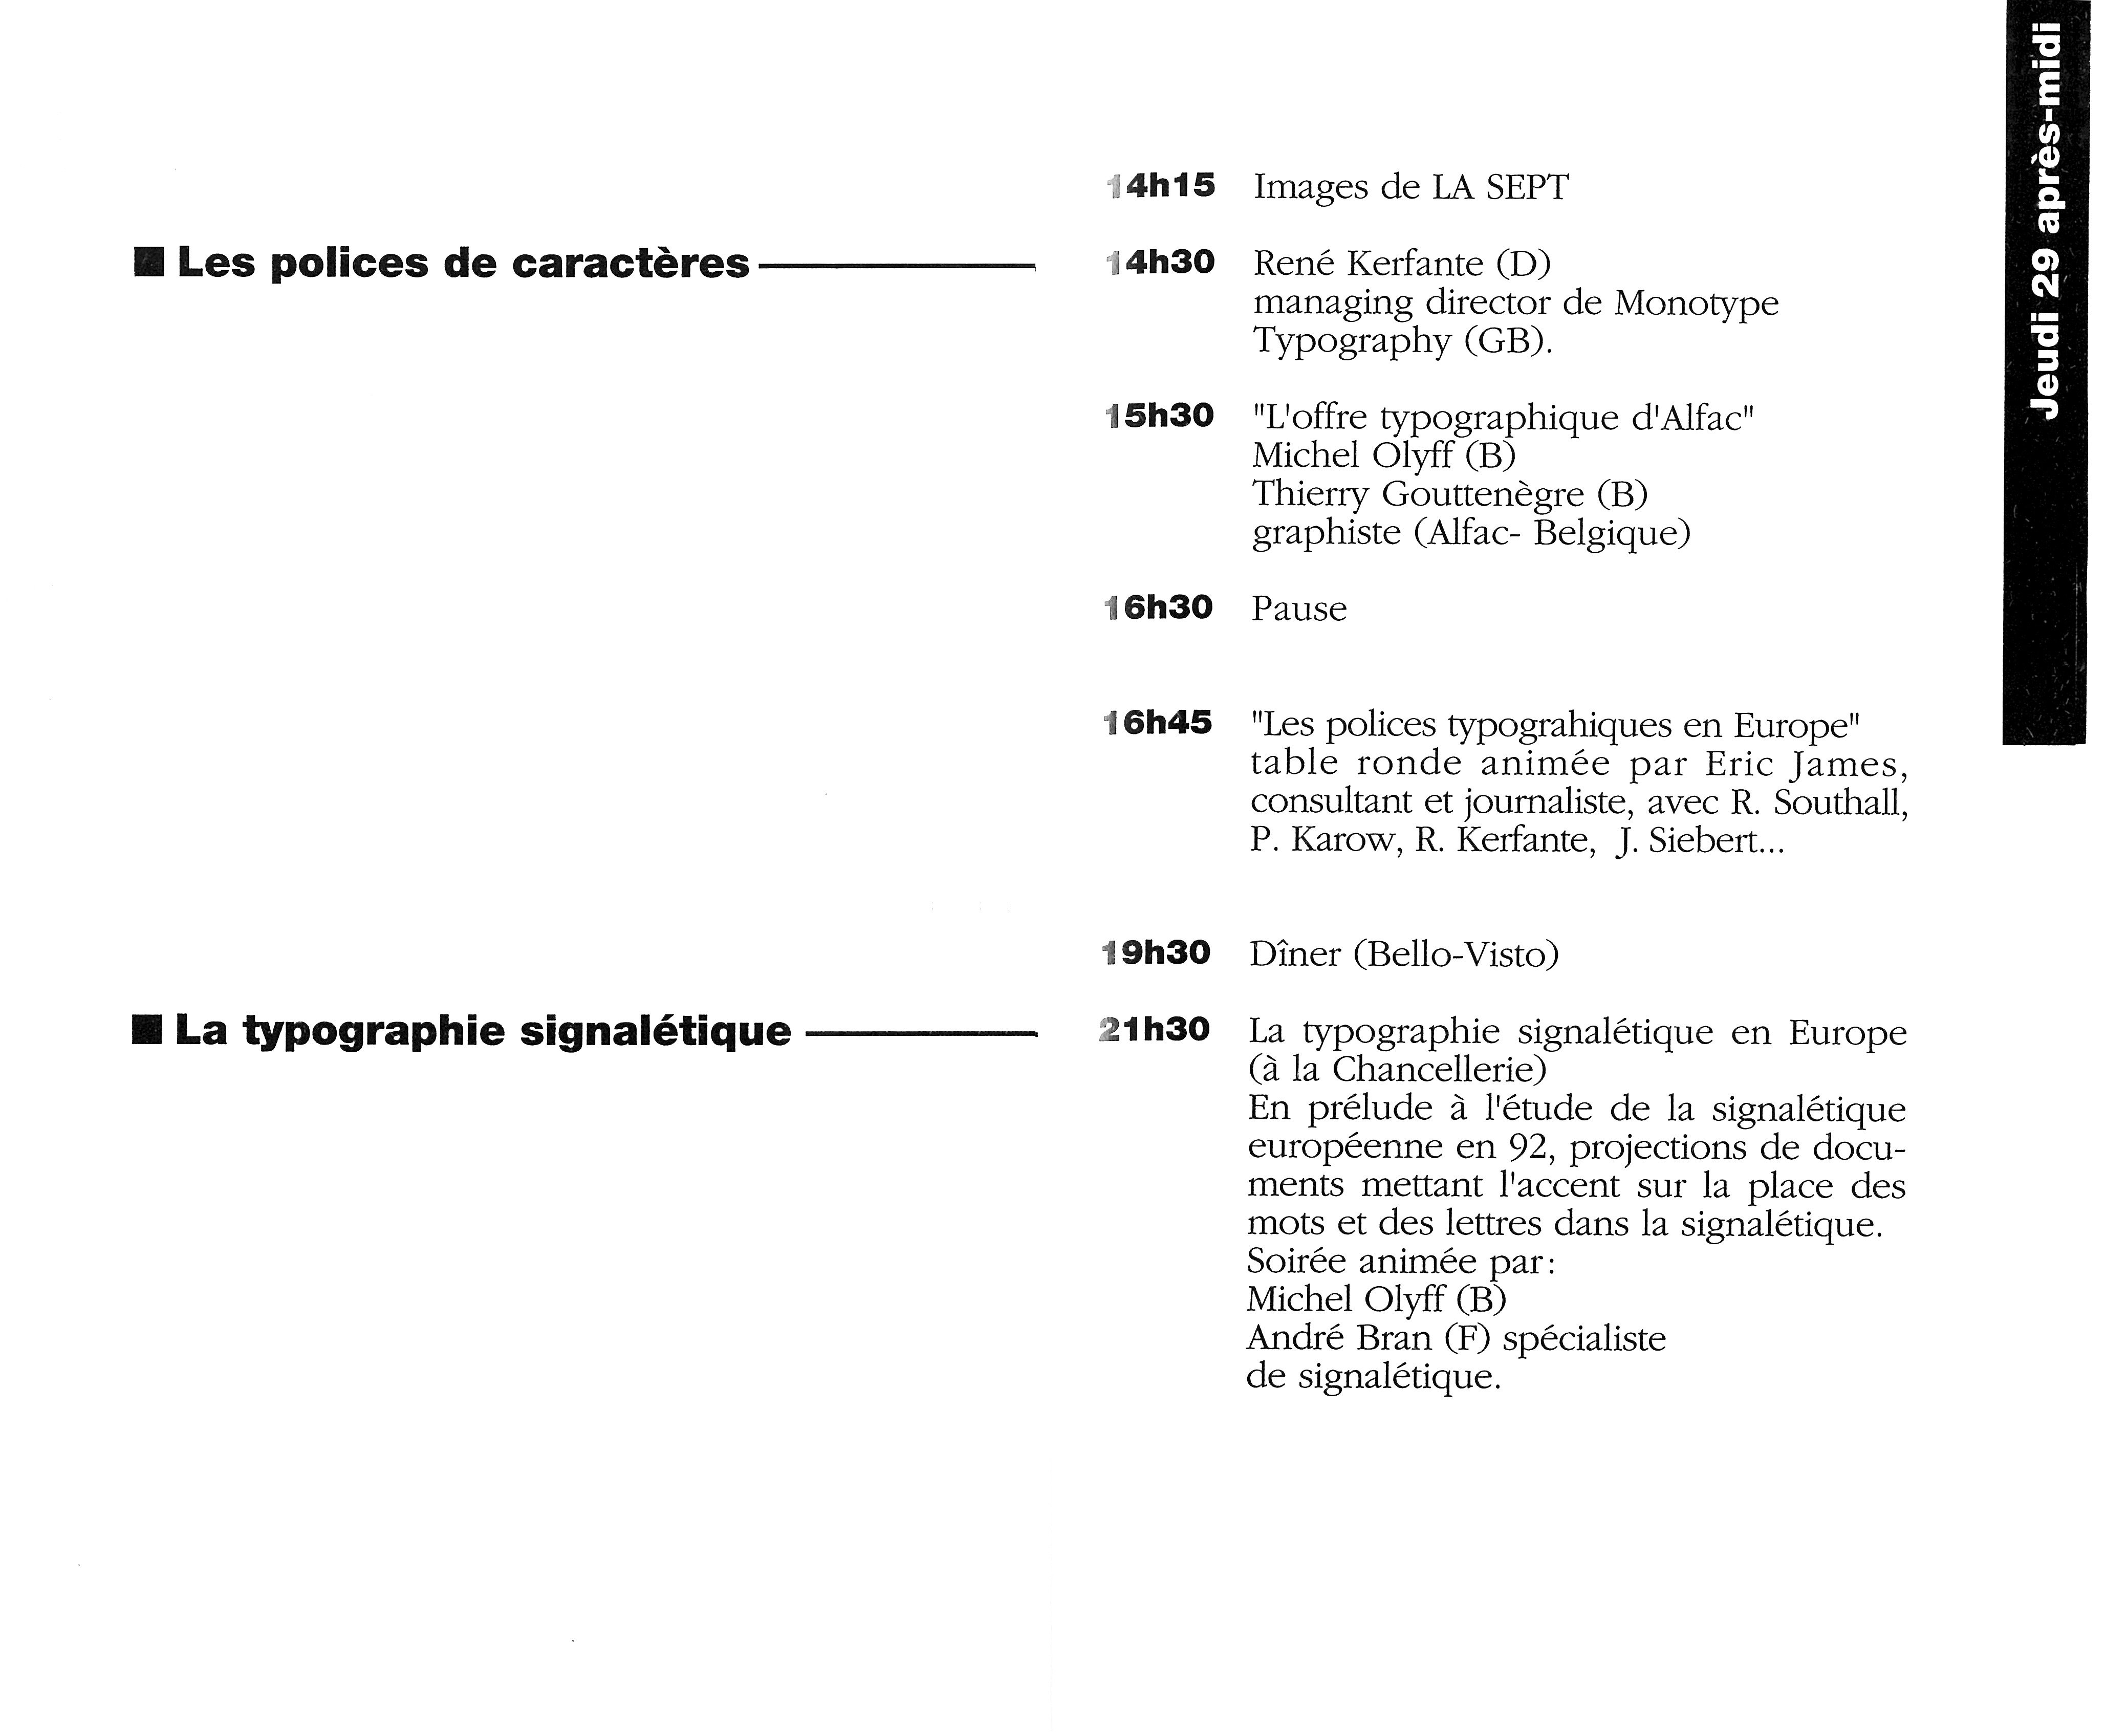 Jeudi 29 après-midi
14h15 Images de LA SEPT
■ Les polices de caractères
14h30 René Kerfante (D)
managing director de Monotype
Typography (GB).
15h30 "L'offre typographique d'Alfac"
Michel Olyff (B)
Thierry Gouttenègre (B)
graphiste (Alfac- Belgique)
16h30 Pause
16h45 "Les polices typograhiques en Europe"
table ronde animée par Eric James,
consultant et journaliste, avec R. Southall,
P. Karow, R. Kerfante, J. Siebert...
19h30 Dîner (Bello-Visto)
■ La typographie signalétique
21h30 La typographie signalétique en Europe
(à la Chancellerie)
En prélude à l'étude de la signalétique
européenne en 92, projections de docu-
ments mettant l'accent sur la place des
mots et des lettres dans la signalétique.
Soirée animée par:
Michel Olyff (B)
André Bran (F) spécialiste
de signalétique.